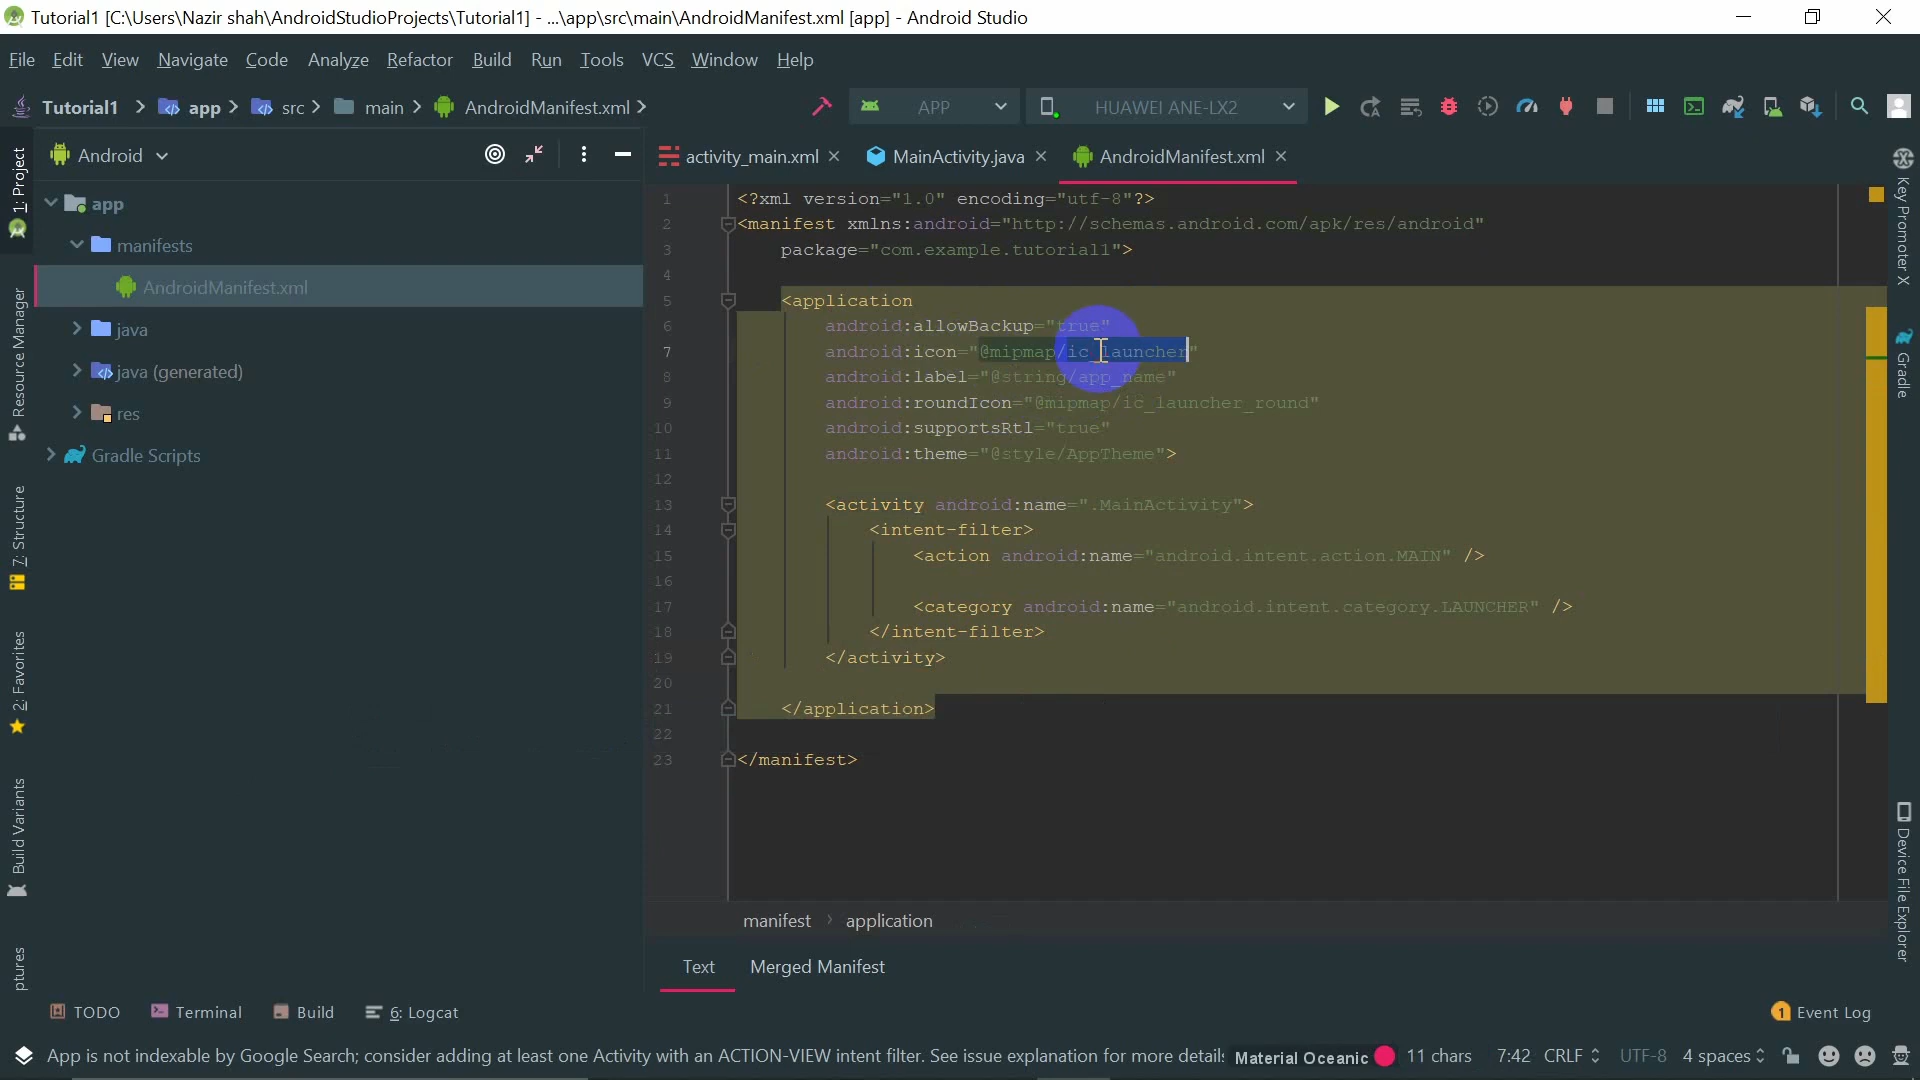 Tutorial1 [C:\Users\Nazir shah\AndroidStudioProjects\Tutorial1] - ...\app\src\main\AndroidManifest.xml [app] - Android Studio
File Edit View Navigate Code Analyze Refactor Build Run Tools VCS Window Help
Tutorial1 app src main AndroidManifest.xml APP HUAWEI ANE-LX2
Android
activity_main.xml MainActivity.java AndroidManifest.xml
app
manifests
AndroidManifest.xml
java
java (generated)
res
Gradle Scripts
1: Project
Resource Manager
7: Structure
2: Favorites
Build Variants
ptures
1 <?xml version="1.0" encoding="utf-8"?>
2 <manifest xmlns:android="http://schemas.android.com/apk/res/android"
3 package="com.example.tutorial1">
4
5 <application
6 android:allowBackup="true"
7 android:icon="@mipmap/ic_launcher"
8 android:label="@string/app_name"
9 android:roundIcon="@mipmap/ic_launcher_round"
10 android:supportsRtl="true"
11 android:theme="@style/AppTheme">
12
13 <activity android:name=".MainActivity">
14 <intent-filter>
15 <action android:name="android.intent.action.MAIN" />
16
17 <category android:name="android.intent.category.LAUNCHER" />
18 </intent-filter>
19 </activity>
20
21 </application>
22
23 </manifest>
manifest application
Text Merged Manifest
Key Promoter X
Gradle
Device File Explorer
TODO Terminal Build 6: Logcat 1 Event Log
App is not indexable by Google Search; consider adding at least one Activity with an ACTION-VIEW intent filter. See issue explanation for more details Material Oceanic 11 chars 7:42 CRLF UTF-8 4 spaces